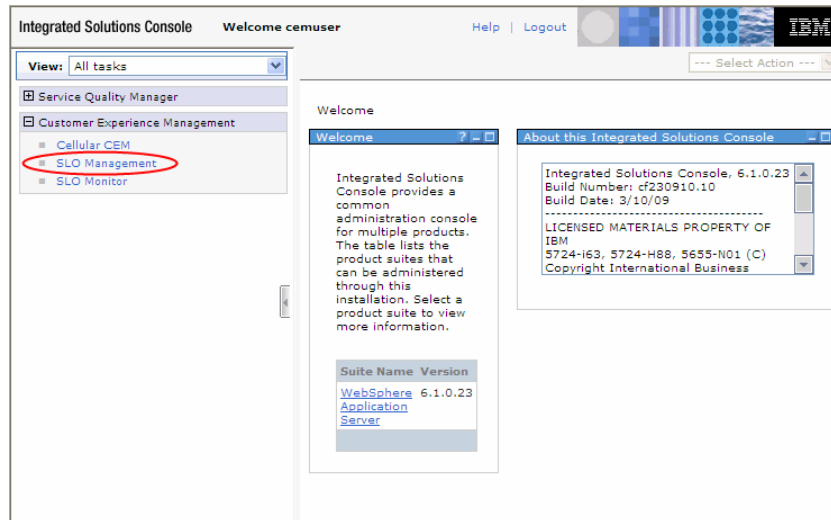 Integrated Solutions Console Welcome cemuser Help | Logout IBM
View: All tasks
--- Select Action ---
Service Quality Manager
Customer Experience Management
Cellular CEM
SLO Management
SLO Monitor
Welcome
Welcome
Integrated Solutions
Console provides a
common
administration console
for multiple products.
The table lists the
product suites that
can be administered
through this
installation. Select a
product suite to view
more information.
Suite Name Version
WebSphere 6.1.0.23
Application
Server
About this Integrated Solutions Console
Integrated Solutions Console, 6.1.0.23
Build Number: cf230910.10
Build Date: 3/10/09
----------------------------------------
LICENSED MATERIALS PROPERTY OF
IBM
5724-i63, 5724-H88, 5655-N01 (C)
Copyright International Business